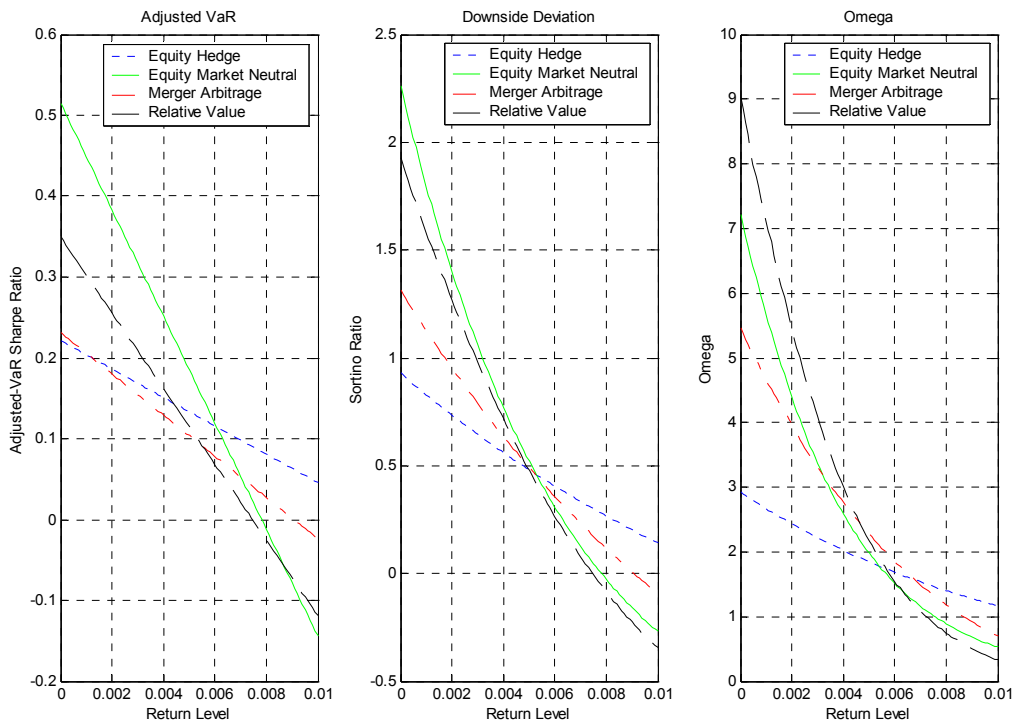 Adjusted VaR
0.6
0.5
0.4
0.3
0.2
0.1
0
-0.1
-0.2
Adjusted-VaR Sharpe Ratio
Equity Hedge
Equity Market Neutral
Merger Arbitrage
Relative Value
0 0.002 0.004 0.006 0.008 0.01
Return Level
Downside Deviation
2.5
2
1.5
1
0.5
0
-0.5
Sortino Ratio
Equity Hedge
Equity Market Neutral
Merger Arbitrage
Relative Value
0 0.002 0.004 0.006 0.008 0.01
Return Level
Omega
10
9
8
7
6
5
4
3
2
1
0
Omega
Equity Hedge
Equity Market Neutral
Merger Arbitrage
Relative Value
0 0.002 0.004 0.006 0.008 0.01
Return Level